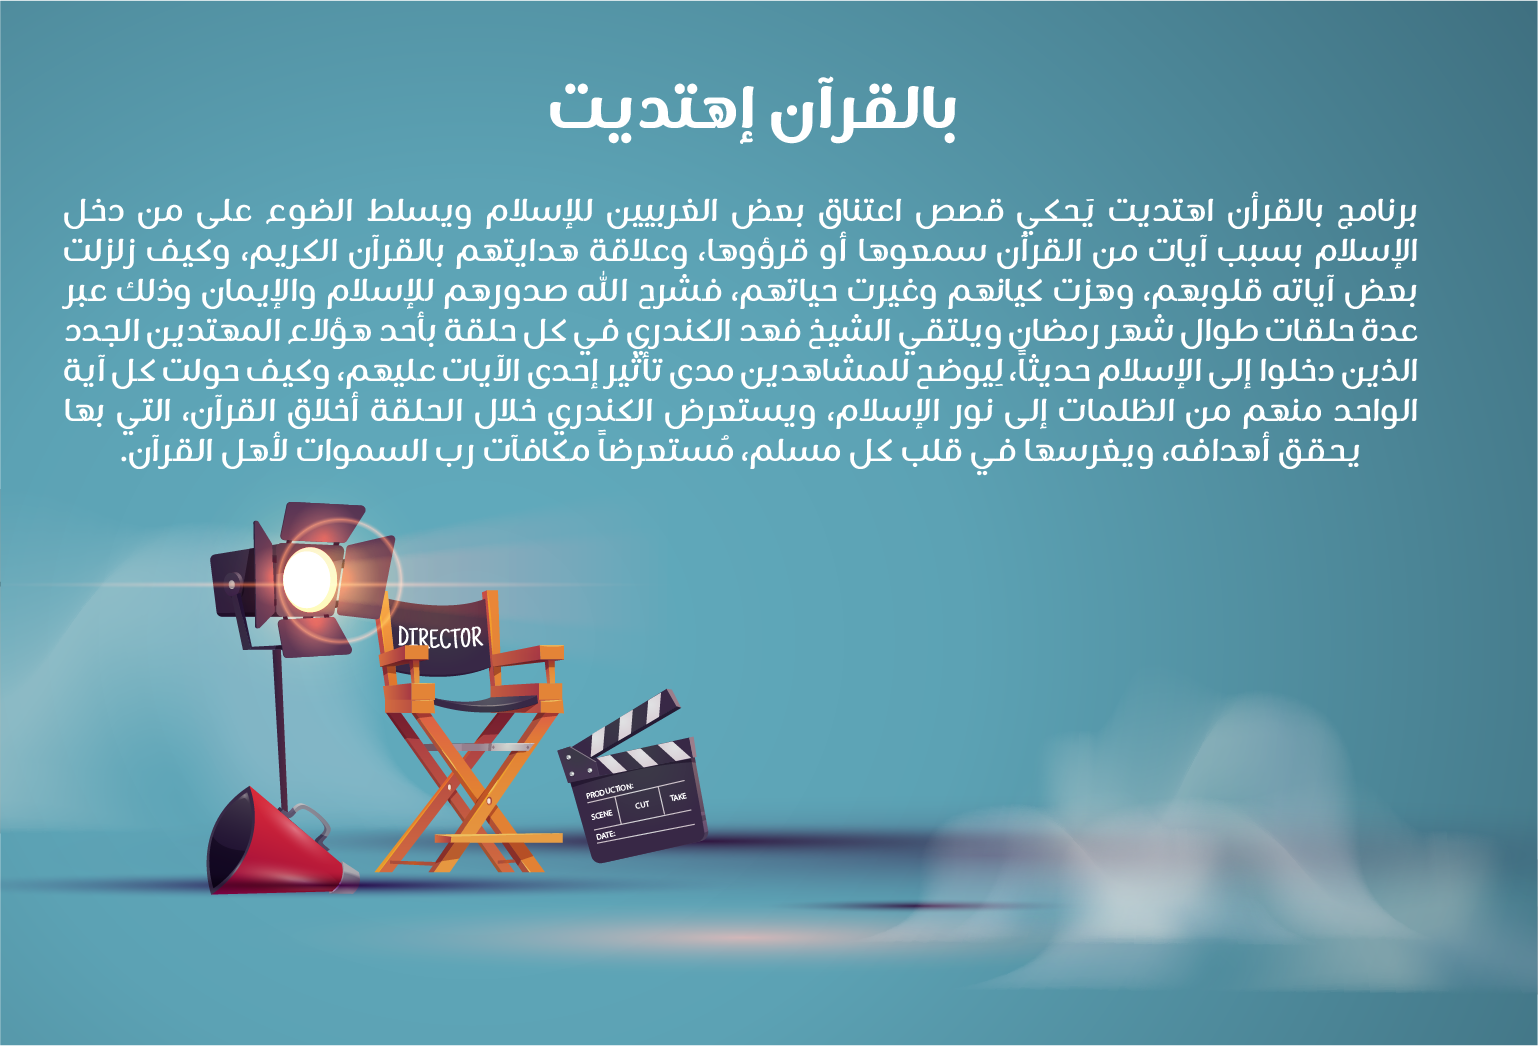 بالقرآن إهتديت
برنامج بالقرأن اهتديت يَحكي قصص اعتناق بعض الغربيين للإسلام ويسلط الضوء على من دخل
الإسلام بسبب آيات من القرآن سمعوها أو قرؤوها، وعلاقة هدايتهم بالقرآن الكريم، وكيف زلزلت
بعض آياته قلوبهم، وهزت كيانهم وغيرت حياتهم، فشرح الله صدورهم للإسلام والإيمان وذلك عبر
عدة حلقات طوال شهر رمضان ويلتقي الشيخ فهد الكندري في كل حلقة بأحد هؤلاء المهتدين الجدد
الذين دخلوا إلى الإسلام حديثاً، لِيوضح للمشاهدين مدى تأثير إحدى الآيات عليهم، وكيف حولت كل آية
الواحد منهم من الظلمات إلى نور الإسلام، ويستعرض الكندري خلال الحلقة أخلاق القرآن، التي بها
يحقق أهدافه، ويغرسها في قلب كل مسلم، مُستعرضاً مكافآت رب السموات لأهل القرآن.
DIRECTOR
PRODUCTION:
SCENE CUT TAKE
DATE: